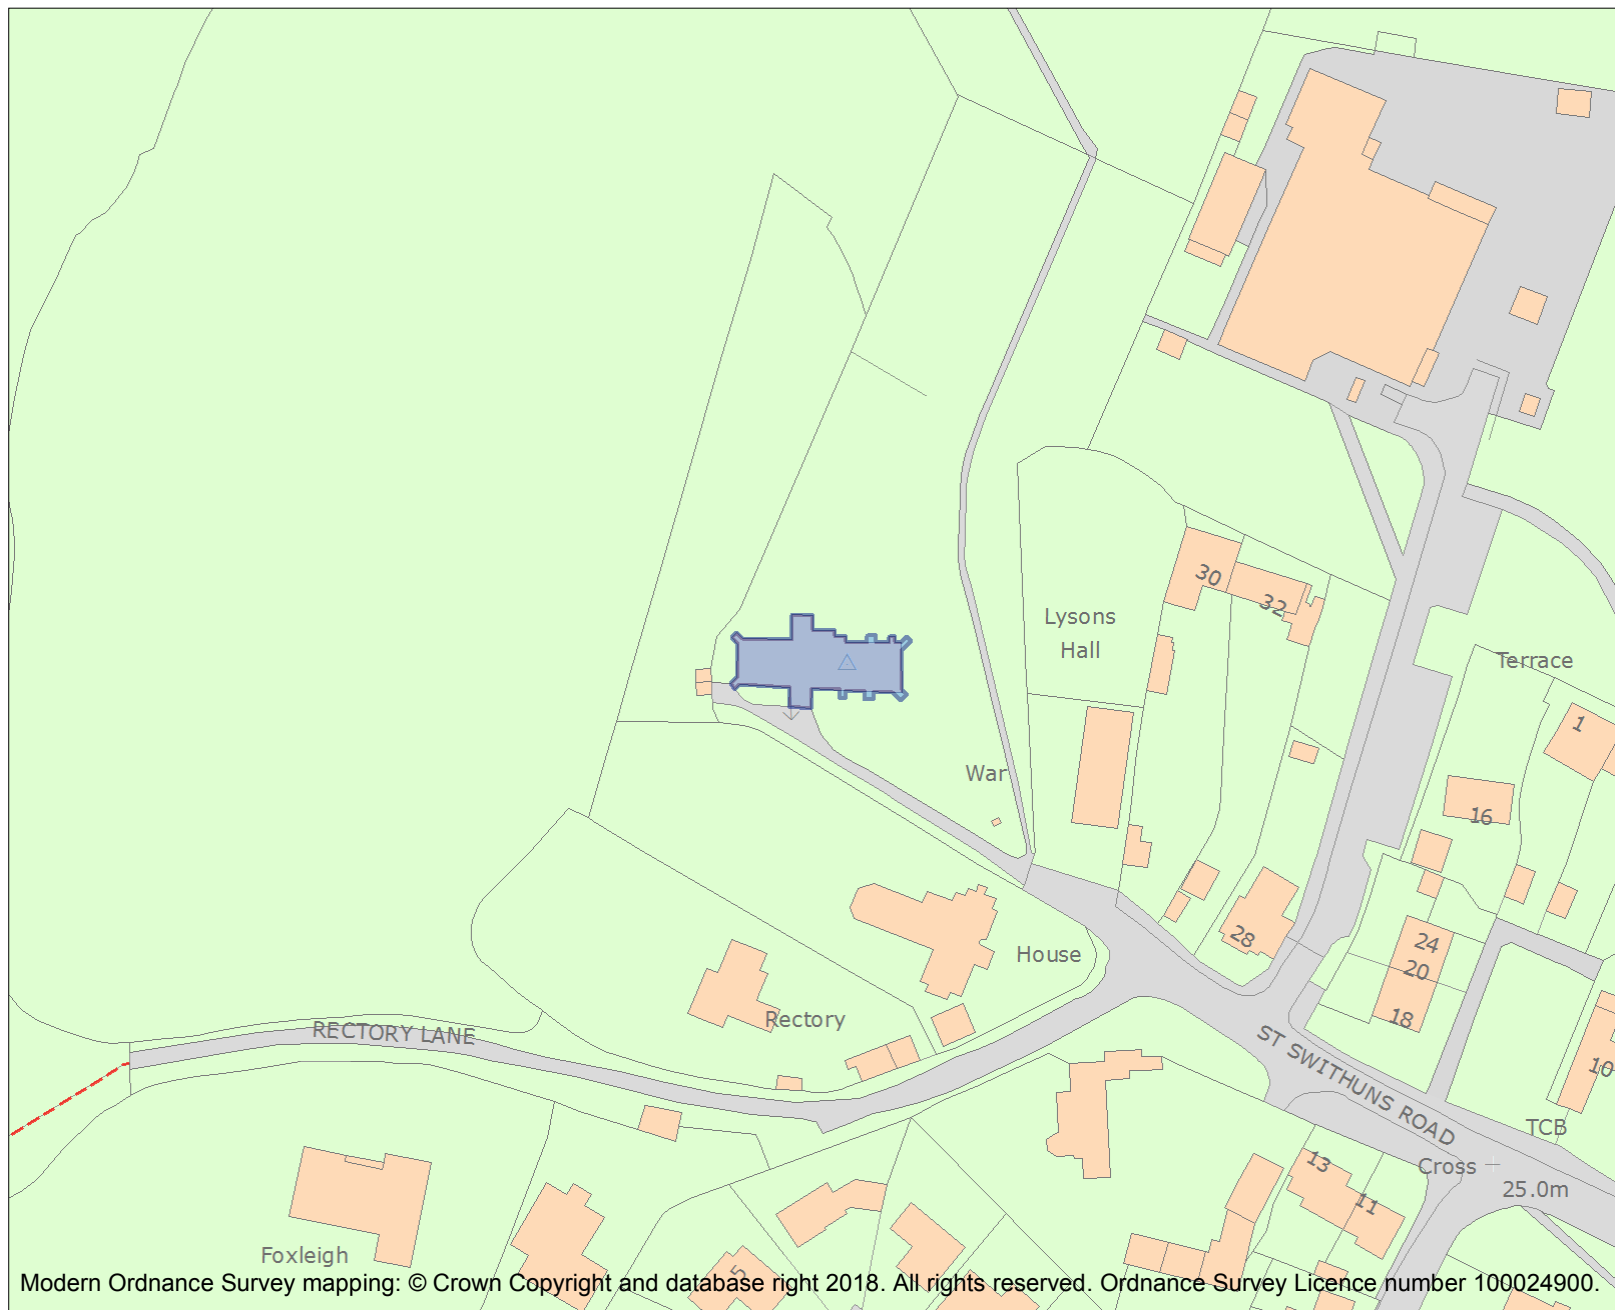 30
32
Lysons
Hall
Terrace
1
War
16
28
24
20
18
House
Rectory
RECTORY LANE
ST SWITHUNS ROAD
10
TCB
Cross
25.0m
13
11
Foxleigh
5
Modern Ordnance Survey mapping: © Crown Copyright and database right 2018. All rights reserved. Ordnance Survey Licence number 100024900.